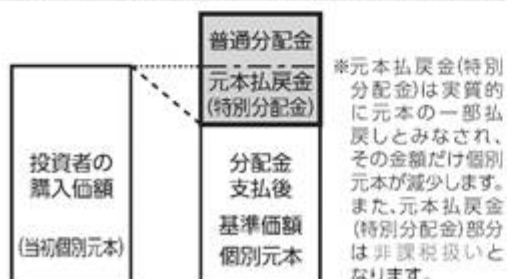 普通分配金
元本払戻金
(特別分配金)
投資者の
購入価額
(当初個別元本)
分配金
支払後
基準価額
個別元本
※元本払戻金(特別
分配金)は実質的
に元本の一部払
戻しとみなされ、
その金額だけ個別
元本が減少します。
また、元本払戻金
(特別分配金)部分
は非課税扱いと
なります。